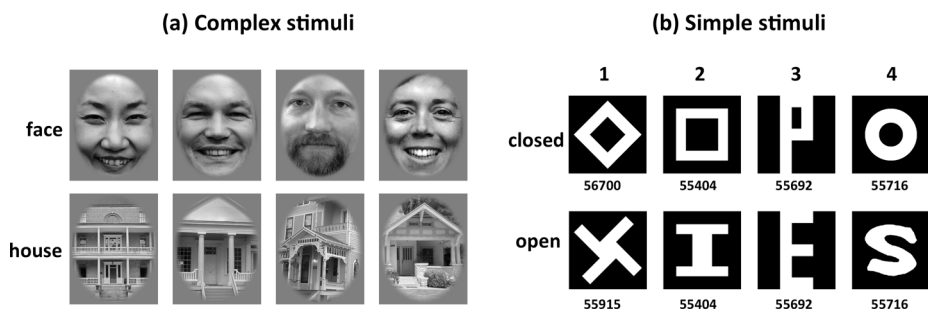 (a) Complex stimuli
face
house
(b) Simple stimuli
1 2 3 4
closed
56700 55404 55692 55716
open
55915 55404 55692 55716